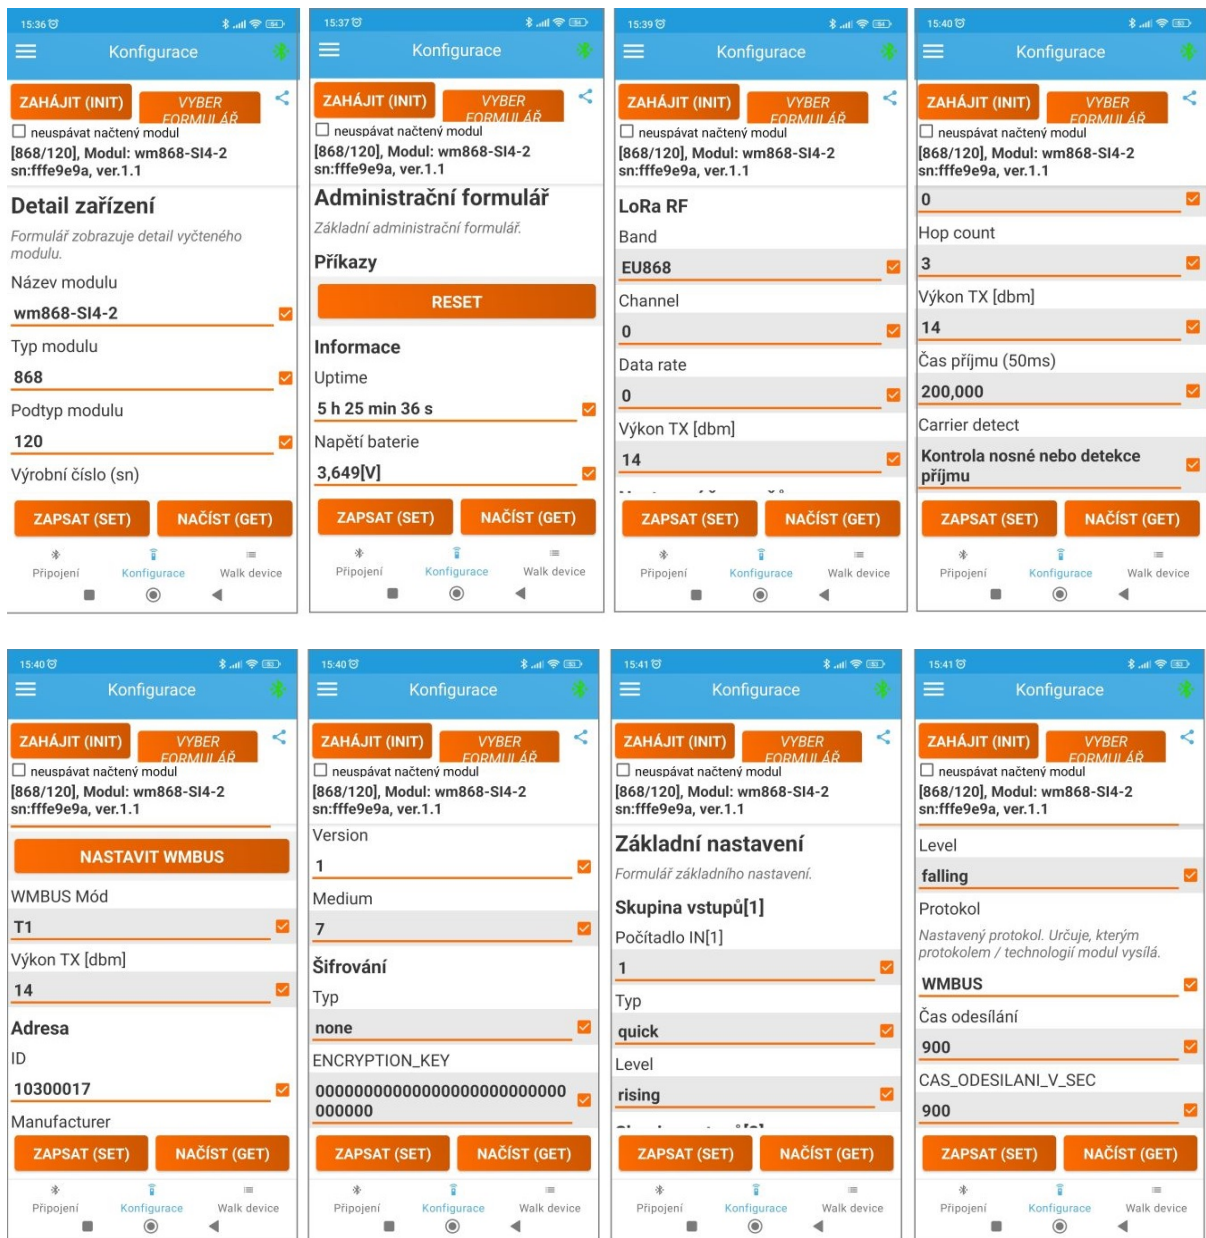 15:36
54
Konfigurace
ZAHÁJIT (INIT)
VYBER
FORMULÁŘ
neuspávat načtený modul
[868/120], Modul: wm868-SI4-2
sn:fffe9e9a, ver.1.1
Detail zařízení
Formulář zobrazuje detail vyčteného
modulu.
Název modulu
wm868-SI4-2
Typ modulu
868
Podtyp modulu
120
Výrobní číslo (sn)
ZAPSAT (SET)
NAČÍST (GET)
Připojení
Konfigurace
Walk device
15:37
54
Konfigurace
ZAHÁJIT (INIT)
VYBER
FORMULÁŘ
neuspávat načtený modul
[868/120], Modul: wm868-SI4-2
sn:fffe9e9a, ver.1.1
Administrační formulář
Základní administrační formulář.
Příkazy
RESET
Informace
Uptime
5 h 25 min 36 s
Napětí baterie
3,649[V]
ZAPSAT (SET)
NAČÍST (GET)
Připojení
Konfigurace
Walk device
15:39
Konfigurace
ZAHÁJIT (INIT)
VYBER
FORMULÁŘ
neuspávat načtený modul
[868/120], Modul: wm868-SI4-2
sn:fffe9e9a, ver.1.1
LoRa RF
Band
EU868
Channel
0
Data rate
0
Výkon TX [dbm]
14
ZAPSAT (SET)
NAČÍST (GET)
Připojení
Konfigurace
Walk device
15:40
Konfigurace
ZAHÁJIT (INIT)
VYBER
FORMULÁŘ
neuspávat načtený modul
[868/120], Modul: wm868-SI4-2
sn:fffe9e9a, ver.1.1
0
Hop count
3
Výkon TX [dbm]
14
Čas příjmu (50ms)
200,000
Carrier detect
Kontrola nosné nebo detekce
příjmu
ZAPSAT (SET)
NAČÍST (GET)
Připojení
Konfigurace
Walk device
15:40
Konfigurace
ZAHÁJIT (INIT)
VYBER
FORMULÁŘ
neuspávat načtený modul
[868/120], Modul: wm868-SI4-2
sn:fffe9e9a, ver.1.1
NASTAVIT WMBUS
WMBUS Mód
T1
Výkon TX [dbm]
14
Adresa
ID
10300017
Manufacturer
ZAPSAT (SET)
NAČÍST (GET)
Připojení
Konfigurace
Walk device
15:40
Konfigurace
ZAHÁJIT (INIT)
VYBER
FORMULÁŘ
neuspávat načtený modul
[868/120], Modul: wm868-SI4-2
sn:fffe9e9a, ver.1.1
Version
1
Medium
7
Šifrování
Typ
none
ENCRYPTION_KEY
00000000000000000000000000
000000
ZAPSAT (SET)
NAČÍST (GET)
Připojení
Konfigurace
Walk device
15:41
Konfigurace
ZAHÁJIT (INIT)
VYBER
FORMULÁŘ
neuspávat načtený modul
[868/120], Modul: wm868-SI4-2
sn:fffe9e9a, ver.1.1
Základní nastavení
Formulář základního nastavení.
Skupina vstupů[1]
Počítadlo IN[1]
1
Typ
quick
Level
rising
ZAPSAT (SET)
NAČÍST (GET)
Připojení
Konfigurace
Walk device
15:41
Konfigurace
ZAHÁJIT (INIT)
VYBER
FORMULÁŘ
neuspávat načtený modul
[868/120], Modul: wm868-SI4-2
sn:fffe9e9a, ver.1.1
Level
falling
Protokol
Nastavený protokol. Určuje, kterým
protokolem / technologií modul vysílá.
WMBUS
Čas odesílání
900
CAS_ODESILANI_V_SEC
900
ZAPSAT (SET)
NAČÍST (GET)
Připojení
Konfigurace
Walk device